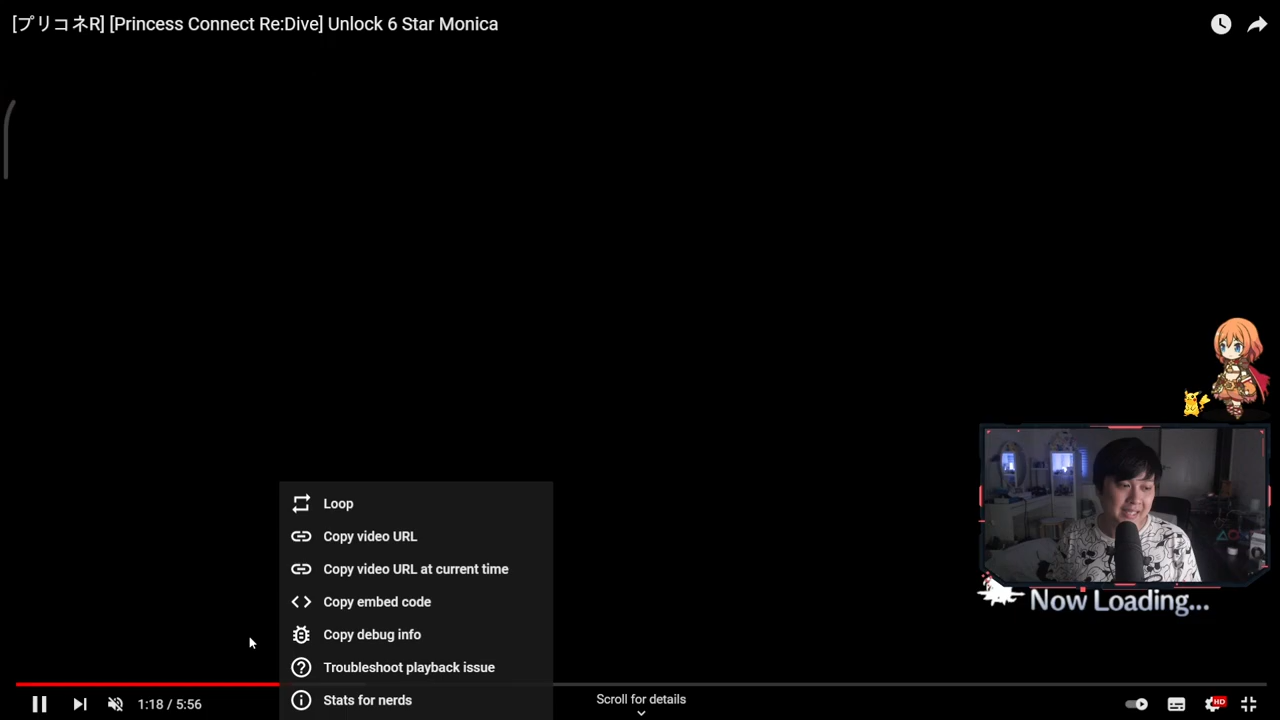 [プリコネR] [Princess Connect Re:Dive] Unlock 6 Star Monica
Loop
Copy video URL
Copy video URL at current time
Copy embed code
Copy debug info
Troubleshoot playback issue
Stats for nerds
Now Loading...
1:18 / 5:56
Scroll for details
HD